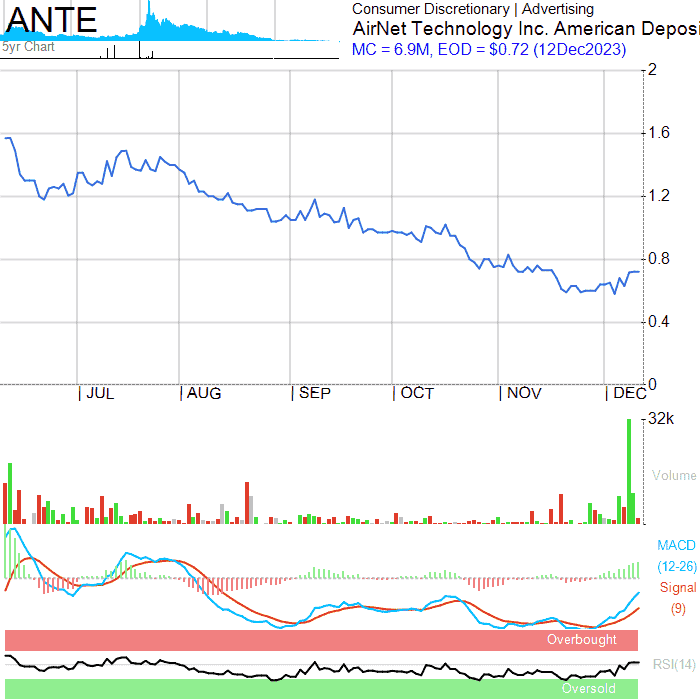 ANTE
5yr Chart
Consumer Discretionary | Advertising
AirNet Technology Inc. American Deposi
MC = 6.9M, EOD = $0.72 (12Dec2023)
2
1.6
1.2
0.8
0.4
0
JUL AUG SEP OCT NOV DEC
32k
Volume
MACD
(12-26)
Signal
(9)
Overbought
RSI(14)
Oversold